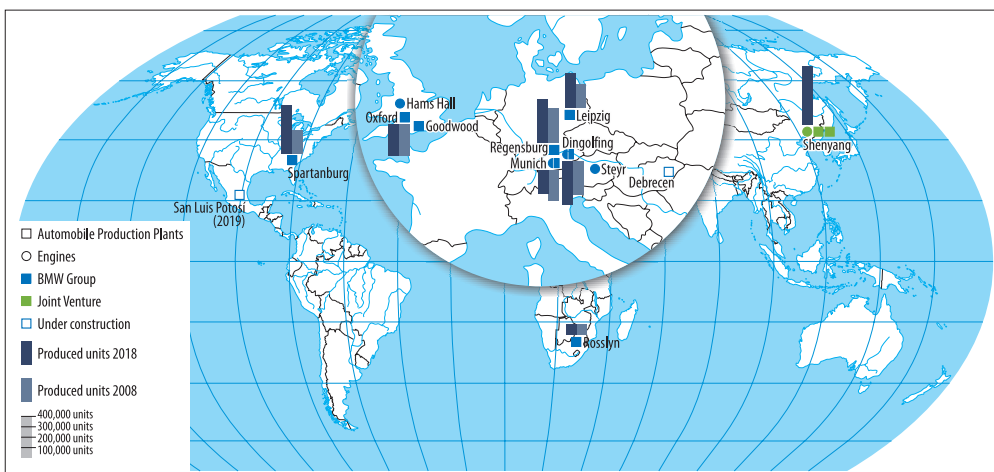 Hams Hall
Oxford
Goodwood
Leipzig
Regensburg
Dingolfing
Munich
Steyr
Debrecen
Shenyang
Spartanburg
San Luis Potosí
(2019)
Rosslyn
Automobile Production Plants
Engines
BMW Group
Joint Venture
Under construction
Produced units 2018
Produced units 2008
400,000 units
300,000 units
200,000 units
100,000 units